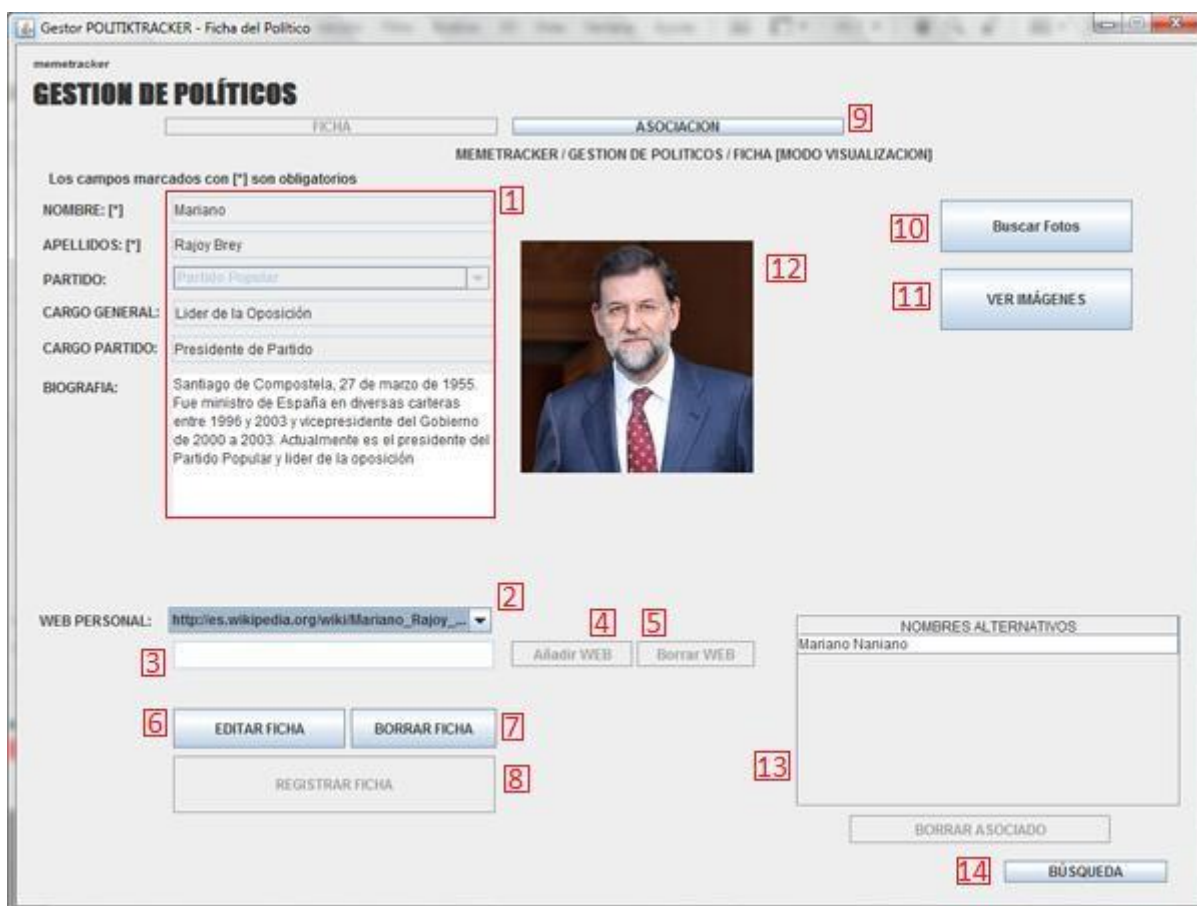 Gestor POLITIKTRACKER - Ficha del Político
memetracker
GESTION DE POLÍTICOS
FICHA
ASOCIACION
9
MEMETRACKER / GESTION DE POLITICOS / FICHA [MODO VISUALIZACION]
Los campos marcados con [*] son obligatorios
1
NOMBRE: [*]
Mariano
10
Buscar Fotos
APELLIDOS: [*]
Rajoy Brey
12
PARTIDO:
Partido Popular
11
VER IMÁGENES
CARGO GENERAL:
Lider de la Oposición
CARGO PARTIDO:
Presidente de Partido
BIOGRAFIA:
Santiago de Compostela, 27 de marzo de 1955.
Fue ministro de España en diversas carteras
entre 1996 y 2003 y vicepresidente del Gobierno
de 2000 a 2003. Actualmente es el presidente del
Partido Popular y lider de la oposición
2
WEB PERSONAL:
http://es.wikipedia.org/wiki/Mariano_Rajoy_...
4
5
3
Añadir WEB
Borrar WEB
NOMBRES ALTERNATIVOS
Mariano Naniano
6
EDITAR FICHA
BORRAR FICHA
7
8
REGISTRAR FICHA
13
BORRAR ASOCIADO
14
BÚSQUEDA